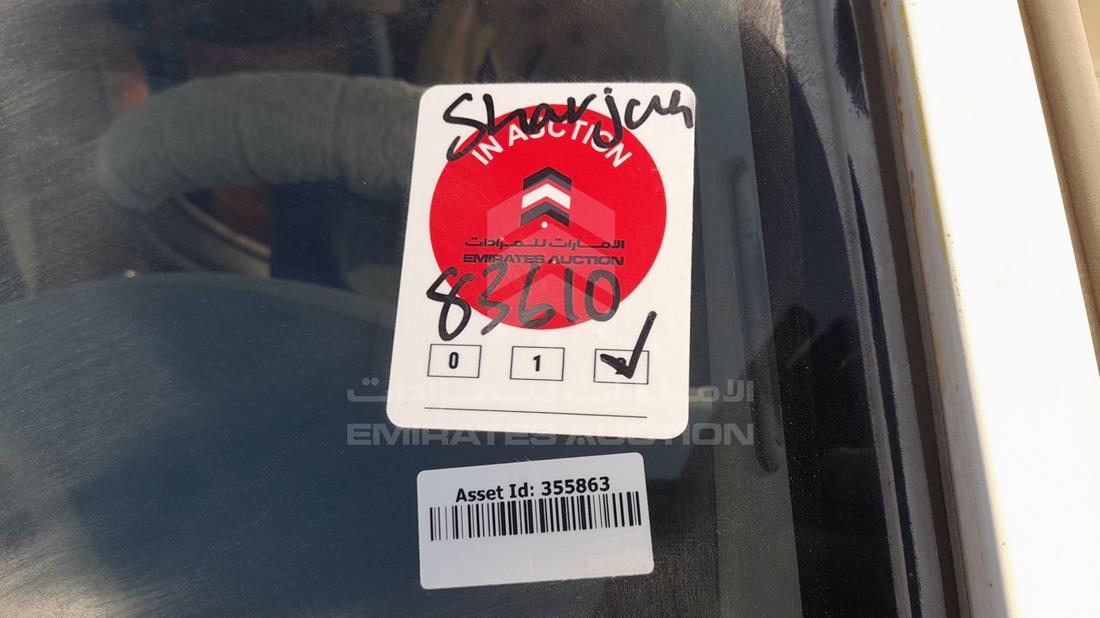 Sharjah
IN AUCTION
الامارات للمزادات
EMIRATES AUCTION
83610
0 1
الامارات للمزادات
EMIRATES AUCTION
Asset Id: 355863